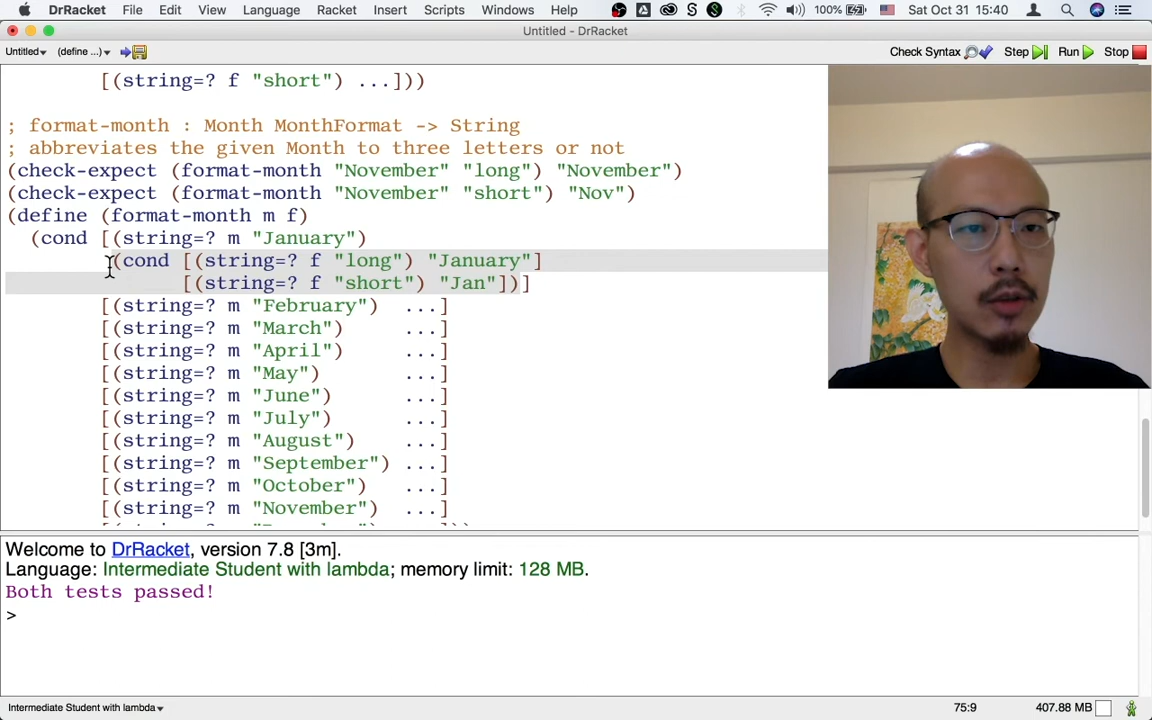 DrRacket File Edit View Language Racket Insert Scripts Windows Help 100% Sat Oct 31 15:40
Untitled - DrRacket
Untitled (define ...) Check Syntax Step Run Stop
[(string=? f "short") ...]))
; format-month : Month MonthFormat -> String
; abbreviates the given Month to three letters or not
(check-expect (format-month "November" "long") "November")
(check-expect (format-month "November" "short") "Nov")
(define (format-month m f)
(cond [(string=? m "January")
(cond [(string=? f "long") "January"]
[(string=? f "short") "Jan"])]
[(string=? m "February") ...]
[(string=? m "March") ...]
[(string=? m "April") ...]
[(string=? m "May") ...]
[(string=? m "June") ...]
[(string=? m "July") ...]
[(string=? m "August") ...]
[(string=? m "September") ...]
[(string=? m "October") ...]
[(string=? m "November") ...]
Welcome to DrRacket, version 7.8 [3m].
Language: Intermediate Student with lambda; memory limit: 128 MB.
Both tests passed!
>
Intermediate Student with lambda 75:9 407.88 MB